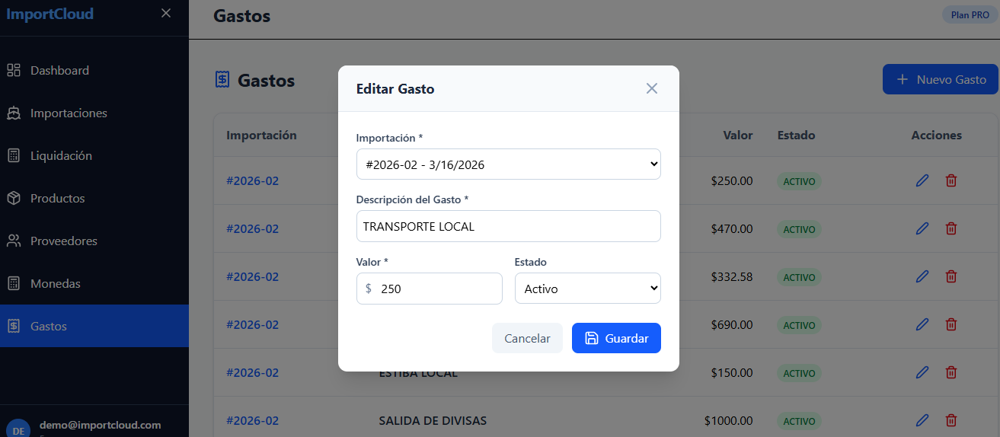 ImportCloud
Gastos
Plan PRO
Dashboard
Importaciones
Liquidación
Productos
Proveedores
Monedas
Gastos
DE
demo@importcloud.com
Gastos
Nuevo Gasto
Importación Valor Estado Acciones
#2026-02 $250.00 ACTIVO
#2026-02 $470.00 ACTIVO
#2026-02 $332.58 ACTIVO
#2026-02 $690.00 ACTIVO
#2026-02 ESTIBA LOCAL $150.00 ACTIVO
#2026-02 SALIDA DE DIVISAS $1000.00 ACTIVO
Editar Gasto
Importación *
#2026-02 - 3/16/2026
Descripción del Gasto *
TRANSPORTE LOCAL
Valor * Estado
$ 250 Activo
Cancelar Guardar